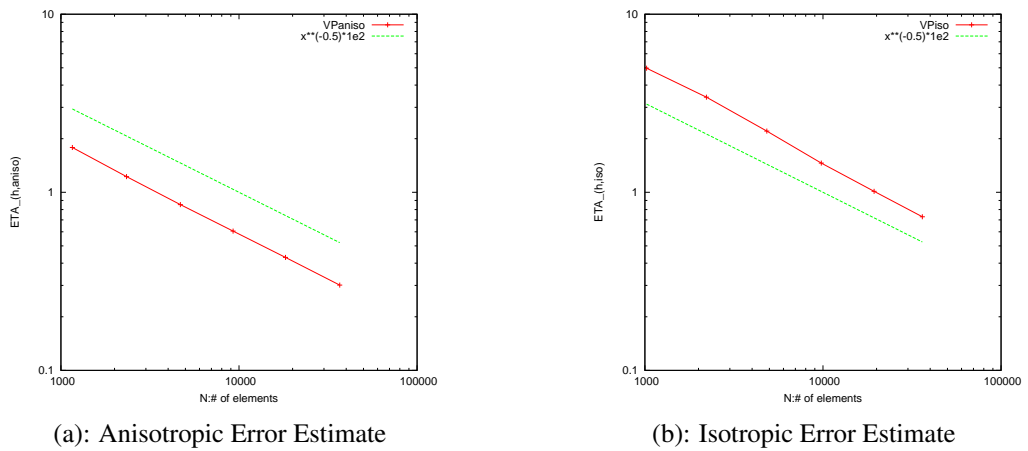 10
VPaniso
x**(-0.5)*1e2
ETA_(h,aniso)
1
0.1
1000
10000
100000
N:# of elements
(a): Anisotropic Error Estimate
10
VPiso
x**(-0.5)*1e2
ETA_(h,iso)
1
0.1
1000
10000
100000
N:# of elements
(b): Isotropic Error Estimate